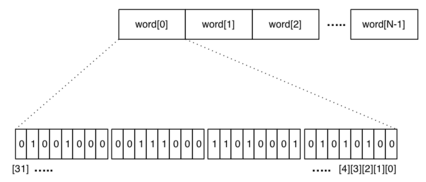 word[0] word[1] word[2] ..... word[N-1]
0 1 0 0 1 0 0 0 0 0 1 1 1 0 0 0 1 1 0 1 0 0 0 1 0 1 0 1 0 1 0 0
[31] ..... ..... [4][3][2][1][0]